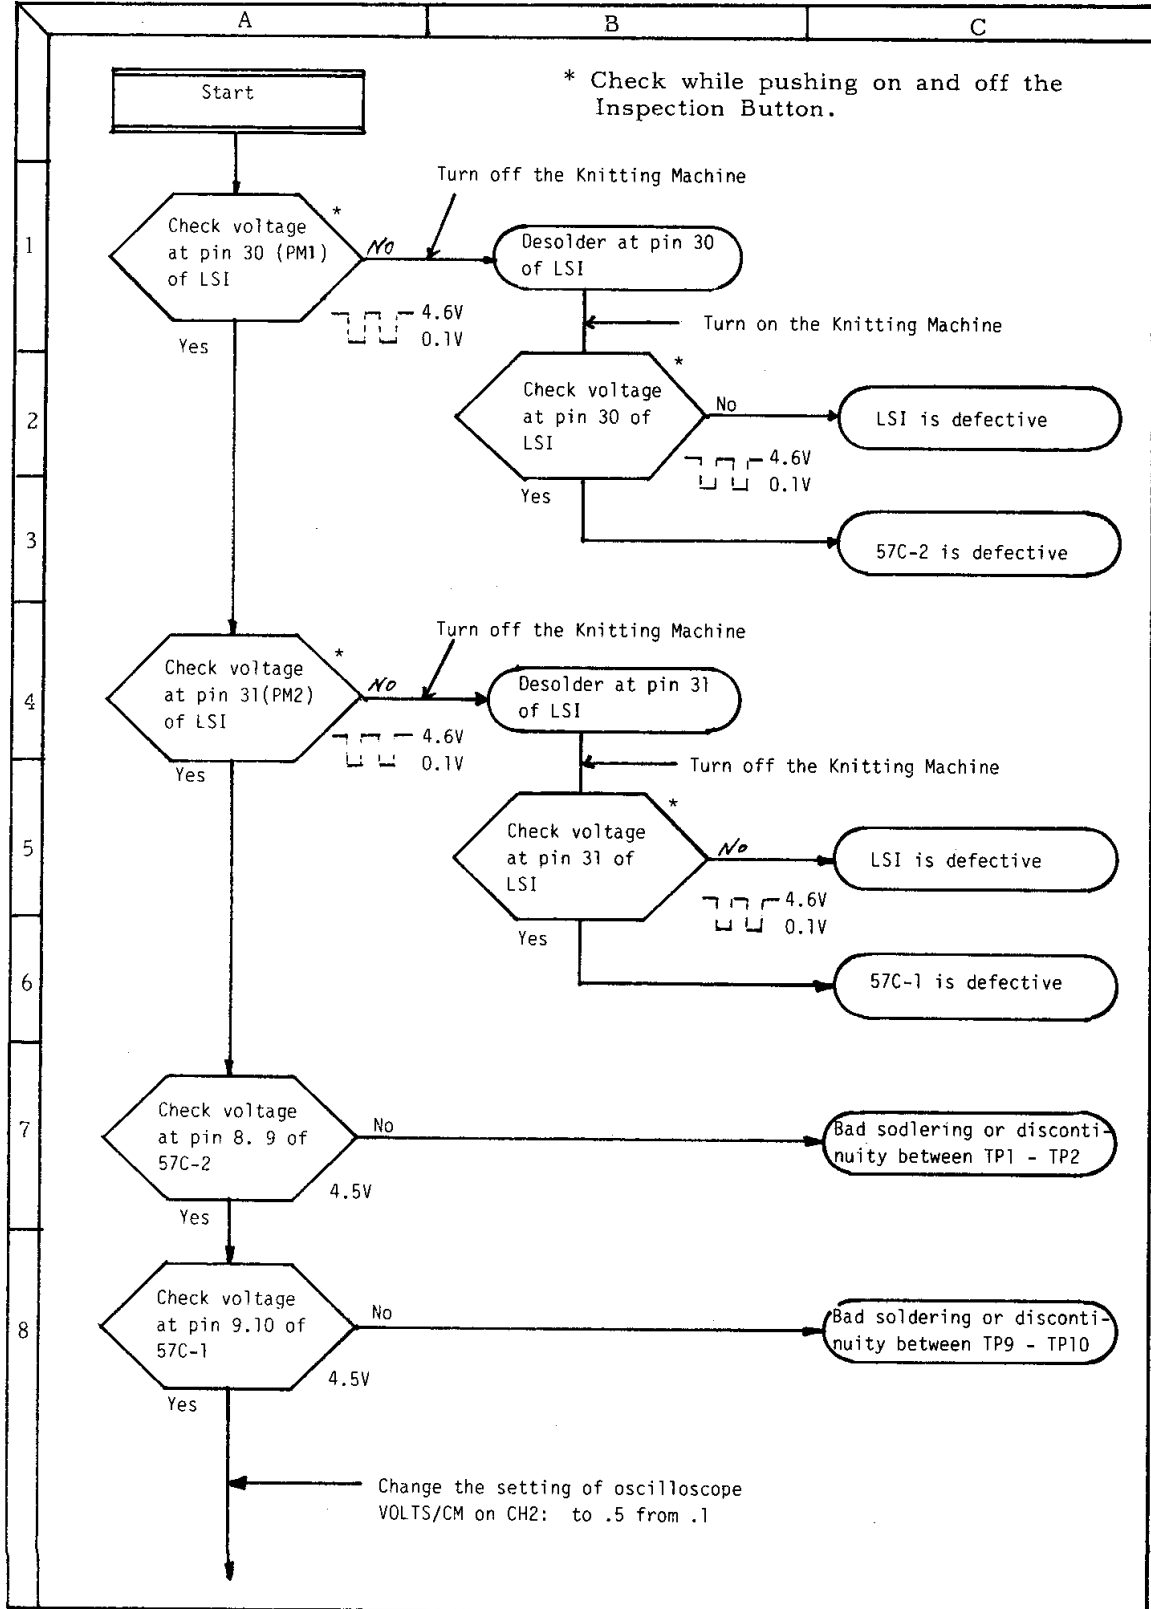 A
B
C
Start
* Check while pushing on and off the
Inspection Button.
1
Turn off the Knitting Machine
Check voltage
at pin 30 (PM1)
of LSI
*
NO
Desolder at pin 30
of LSI
4.6V
0.1V
Yes
Turn on the Knitting Machine
2
Check voltage
at pin 30 of
LSI
*
No
LSI is defective
4.6V
0.1V
Yes
3
57C-2 is defective
Turn off the Knitting Machine
4
Check voltage
at pin 31(PM2)
of LSI
*
NO
Desolder at pin 31
of LSI
4.6V
0.1V
Yes
Turn off the Knitting Machine
5
Check voltage
at pin 31 of
LSI
*
No
LSI is defective
4.6V
0.1V
Yes
6
57C-1 is defective
7
Check voltage
at pin 8. 9 of
57C-2
No
Bad sodlering or disconti-
nuity between TP1 - TP2
4.5V
Yes
8
Check voltage
at pin 9.10 of
57C-1
No
Bad soldering or disconti-
nuity between TP9 - TP10
4.5V
Yes
Change the setting of oscilloscope
VOLTS/CM on CH2: to .5 from .1